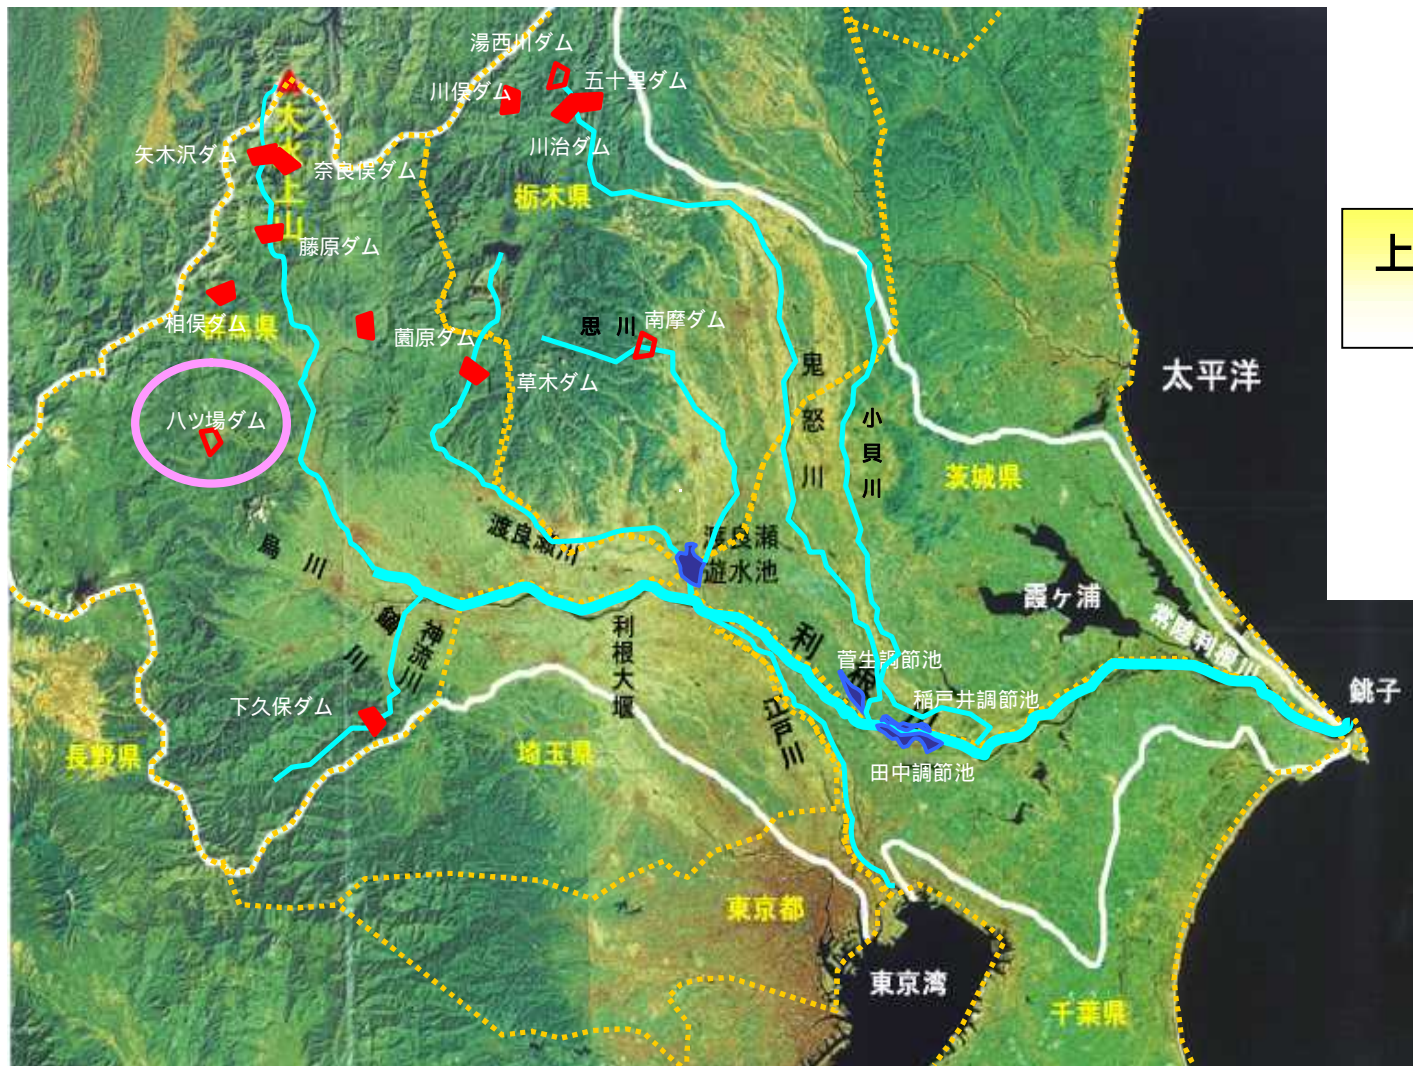 湯西川ダム
川俣ダム
五十里ダム
川治ダム
大水上山
矢木沢ダム
奈良俣ダム
栃木県
藤原ダム
上
相俣ダム
群馬県
薗原ダム
思川
南摩ダム
草木ダム
鬼怒川
小貝川
太平洋
八ッ場ダム
茨城県
渡良瀬川
渡良瀬
遊水池
烏川
霞ヶ浦
常陸利根川
鏑川
神流川
利根大堰
利根川
菅生調節池
稲戸井調節池
銚子
下久保ダム
江戸川
長野県
埼玉県
田中調節池
東京都
東京湾
千葉県